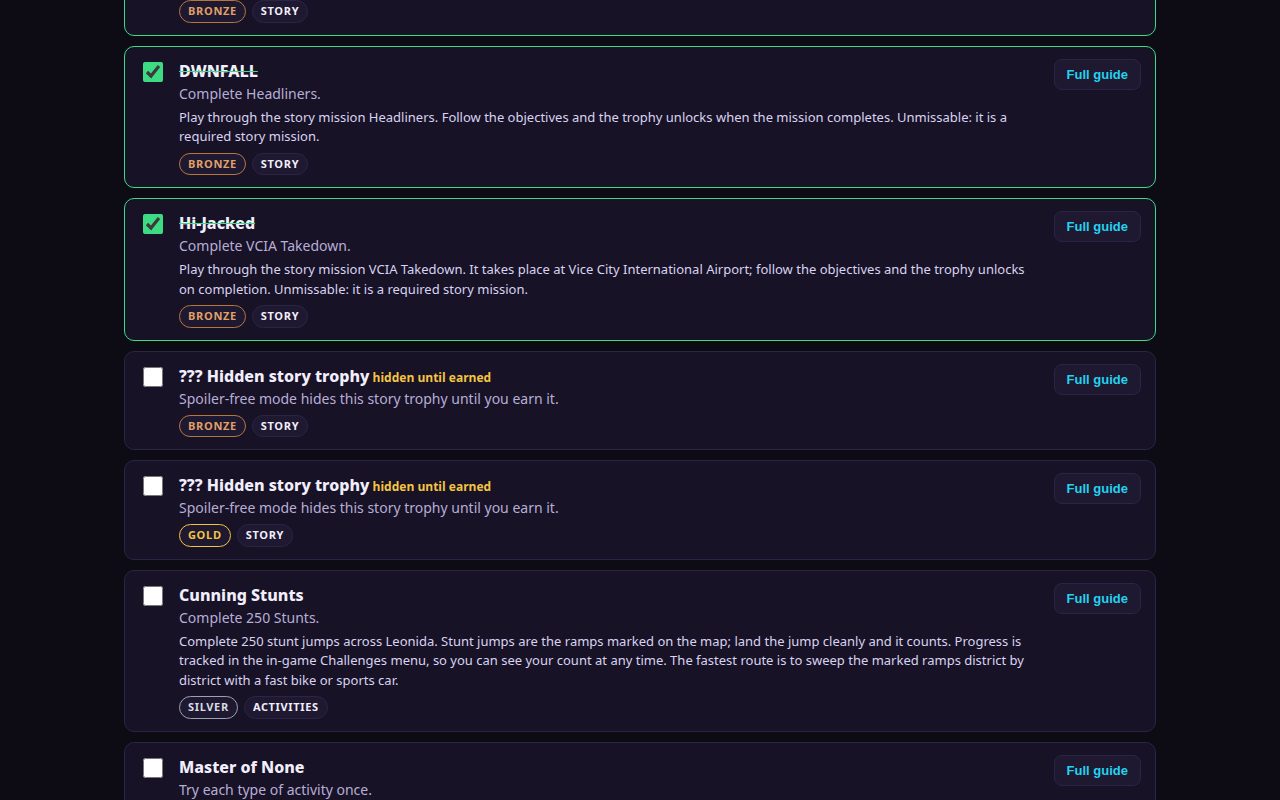 BRONZE STORY
DWNFALL
Full guide
Complete Headliners.
Play through the story mission Headliners. Follow the objectives and the trophy unlocks when the mission completes. Unmissable: it is a
required story mission.
BRONZE STORY
Hi-Jacked
Full guide
Complete VCIA Takedown.
Play through the story mission VCIA Takedown. It takes place at Vice City International Airport; follow the objectives and the trophy unlocks
on completion. Unmissable: it is a required story mission.
BRONZE STORY
??? Hidden story trophy hidden until earned
Full guide
Spoiler-free mode hides this story trophy until you earn it.
BRONZE STORY
??? Hidden story trophy hidden until earned
Full guide
Spoiler-free mode hides this story trophy until you earn it.
GOLD STORY
Cunning Stunts
Full guide
Complete 250 Stunts.
Complete 250 stunt jumps across Leonida. Stunt jumps are the ramps marked on the map; land the jump cleanly and it counts. Progress is
tracked in the in-game Challenges menu, so you can see your count at any time. The fastest route is to sweep the marked ramps district by
district with a fast bike or sports car.
SILVER ACTIVITIES
Master of None
Full guide
Try each type of activity once.